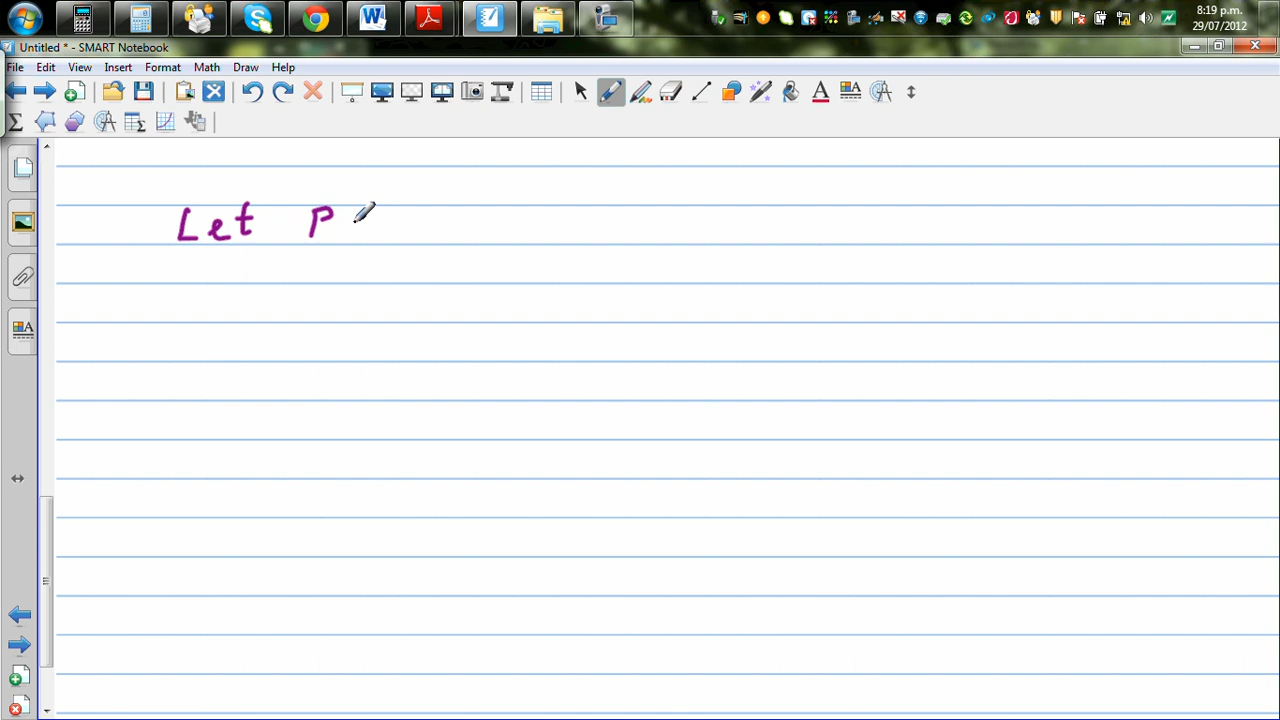 8:19 p.m.
29/07/2012
Untitled * - SMART Notebook
File Edit View Insert Format Math Draw Help
Let P